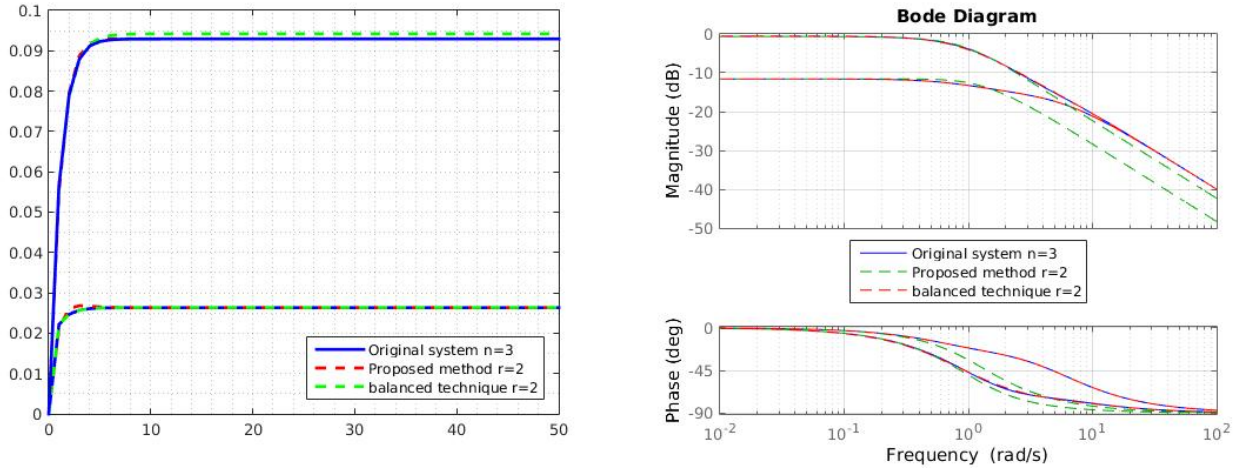 0.1
0.09
0.08
0.07
0.06
0.05
0.04
0.03
0.02
0.01
0
0 10 20 30 40 50
Original system n=3
Proposed method r=2
balanced technique r=2
Bode Diagram
Magnitude (dB)
0
-10
-20
-30
-40
-50
Original system n=3
Proposed method r=2
balanced technique r=2
Phase (deg)
0
-45
-90
10^-2 10^-1 10^0 10^1 10^2
Frequency (rad/s)